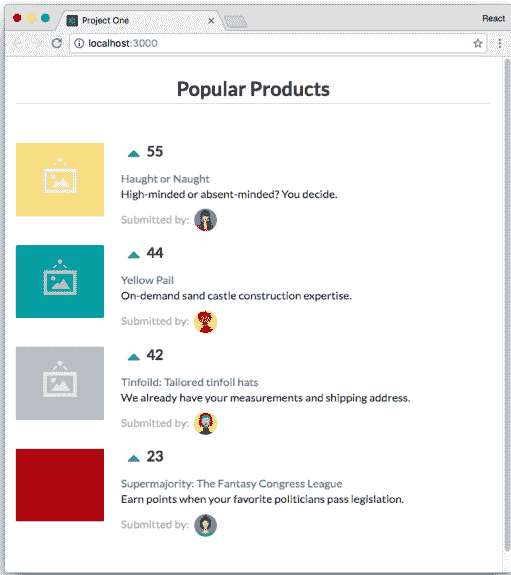 Project One
React
localhost:3000
Popular Products
55
Haught or Naught
High-minded or absent-minded? You decide.
Submitted by:
44
Yellow Pail
On-demand sand castle construction expertise.
Submitted by:
42
Tinfoild: Tailored tinfoil hats
We already have your measurements and shipping address.
Submitted by:
23
Supermajority: The Fantasy Congress League
Earn points when your favorite politicians pass legislation.
Submitted by: